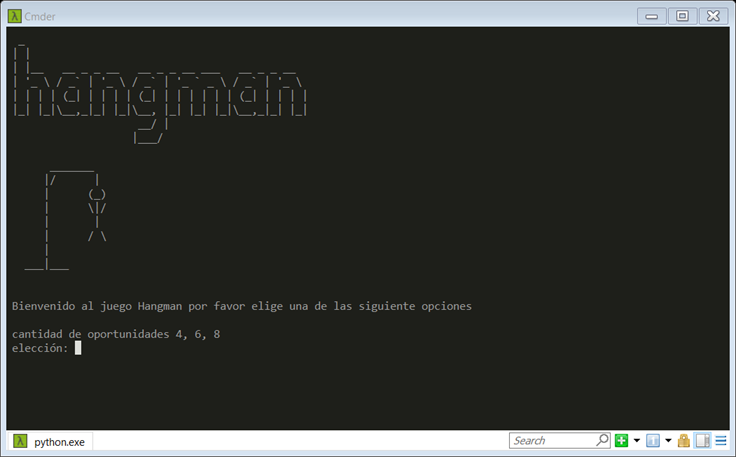 Cmder
hangman
Bienvenido al juego Hangman por favor elige una de las siguiente opciones
cantidad de oportunidades 4, 6, 8
elección:
python.exe
Search